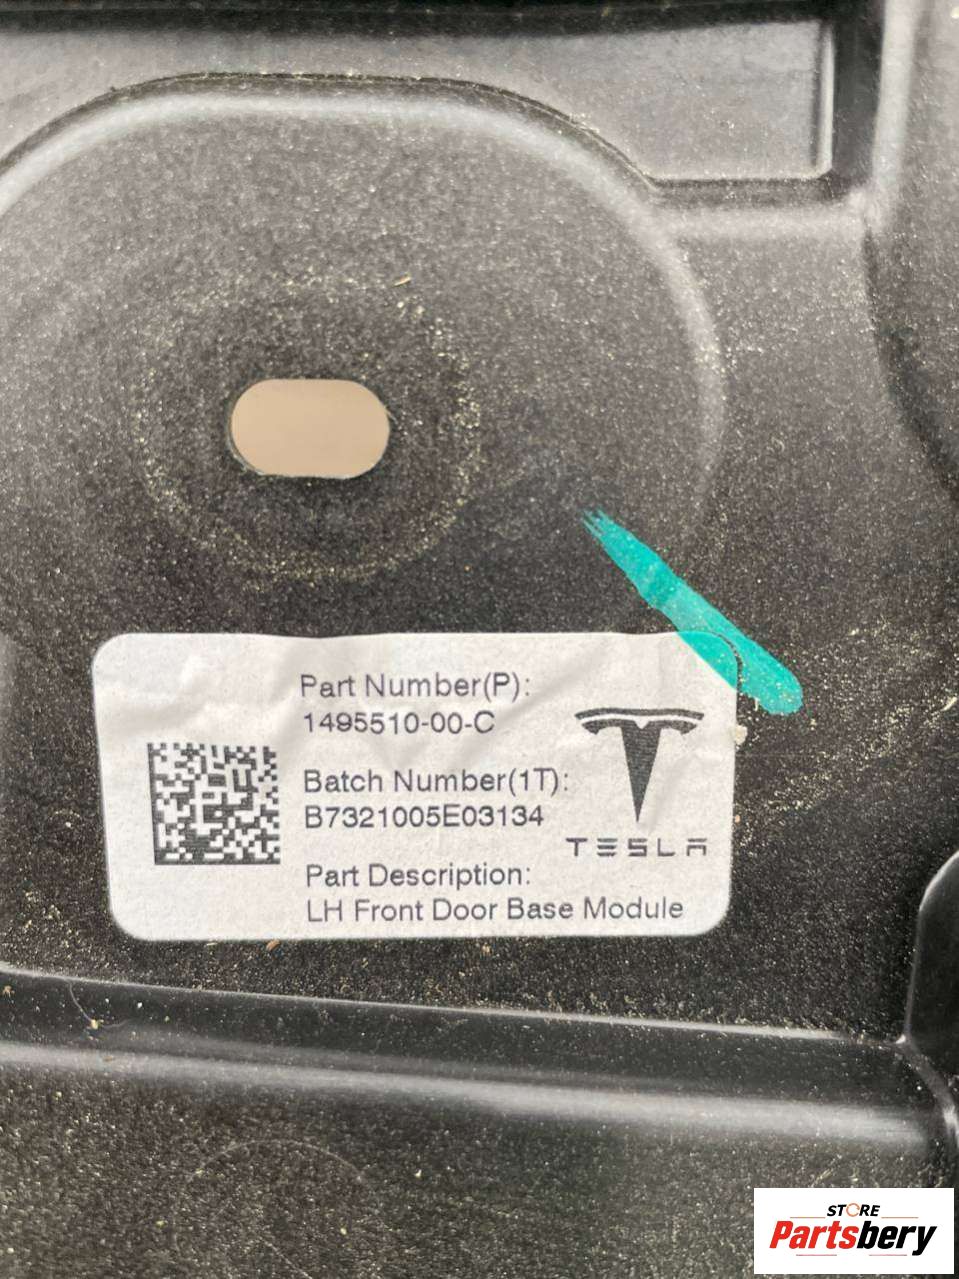 Part Number(P):
1495510-00-C
Batch Number(1T):
B7321005E03134
TESLA
Part Description:
LH Front Door Base Module
STORE
Partsbery